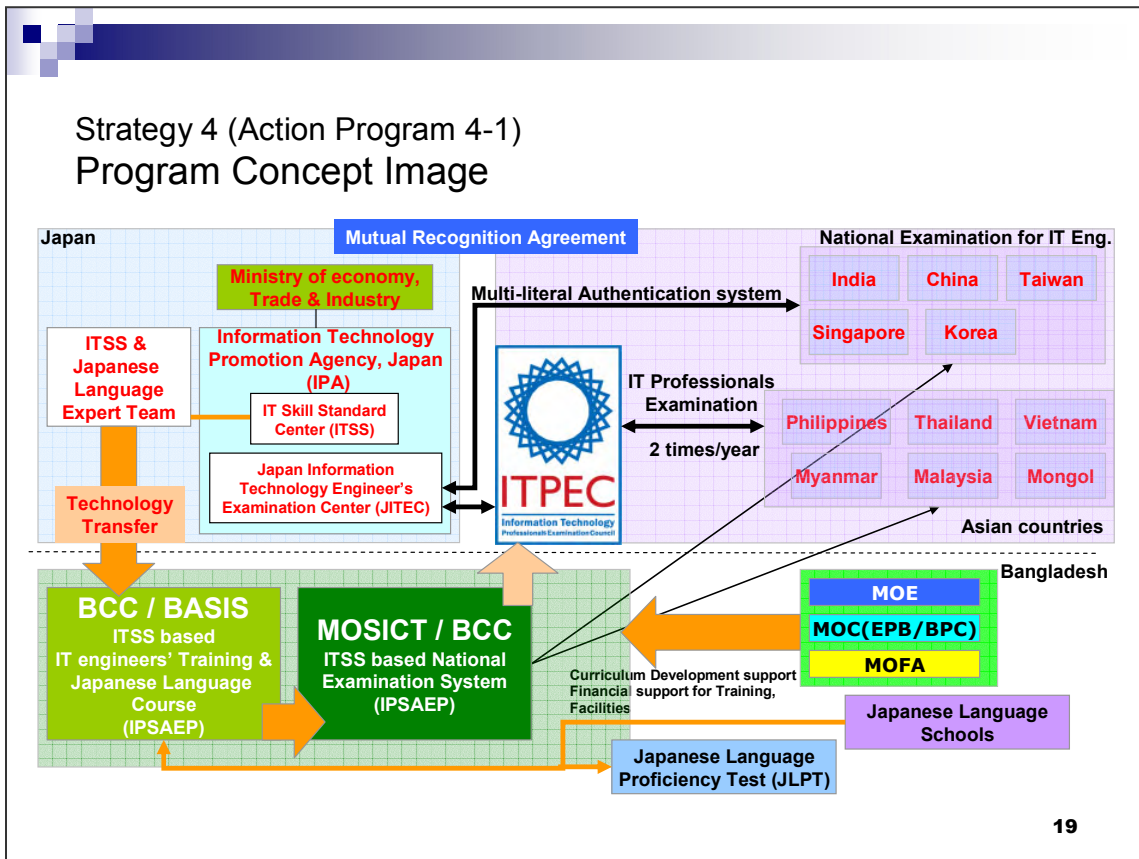 Strategy 4 (Action Program 4-1)
Program Concept Image
Japan
Mutual Recognition Agreement
National Examination for IT Eng.
Ministry of economy,
Trade & Industry
Multi-literal Authentication system
India
China
Taiwan
Singapore
Korea
ITSS &
Japanese
Language
Expert Team
Information Technology
Promotion Agency, Japan
(IPA)
IT Skill Standard
Center (ITSS)
Japan Information
Technology Engineer's
Examination Center (JITEC)
ITPEC
Information Technology
Professionals Examination Council
IT Professionals
Examination
2 times/year
Philippines
Thailand
Vietnam
Myanmar
Malaysia
Mongol
Asian countries
Technology
Transfer
Bangladesh
BCC / BASIS
ITSS based
IT engineers' Training &
Japanese Language
Course
(IPSAEP)
MOSICT / BCC
ITSS based National
Examination System
(IPSAEP)
MOE
MOC(EPB/BPC)
MOFA
Curriculum Development support
Financial support for Training,
Facilities
Japanese Language
Schools
Japanese Language
Proficiency Test (JLPT)
19